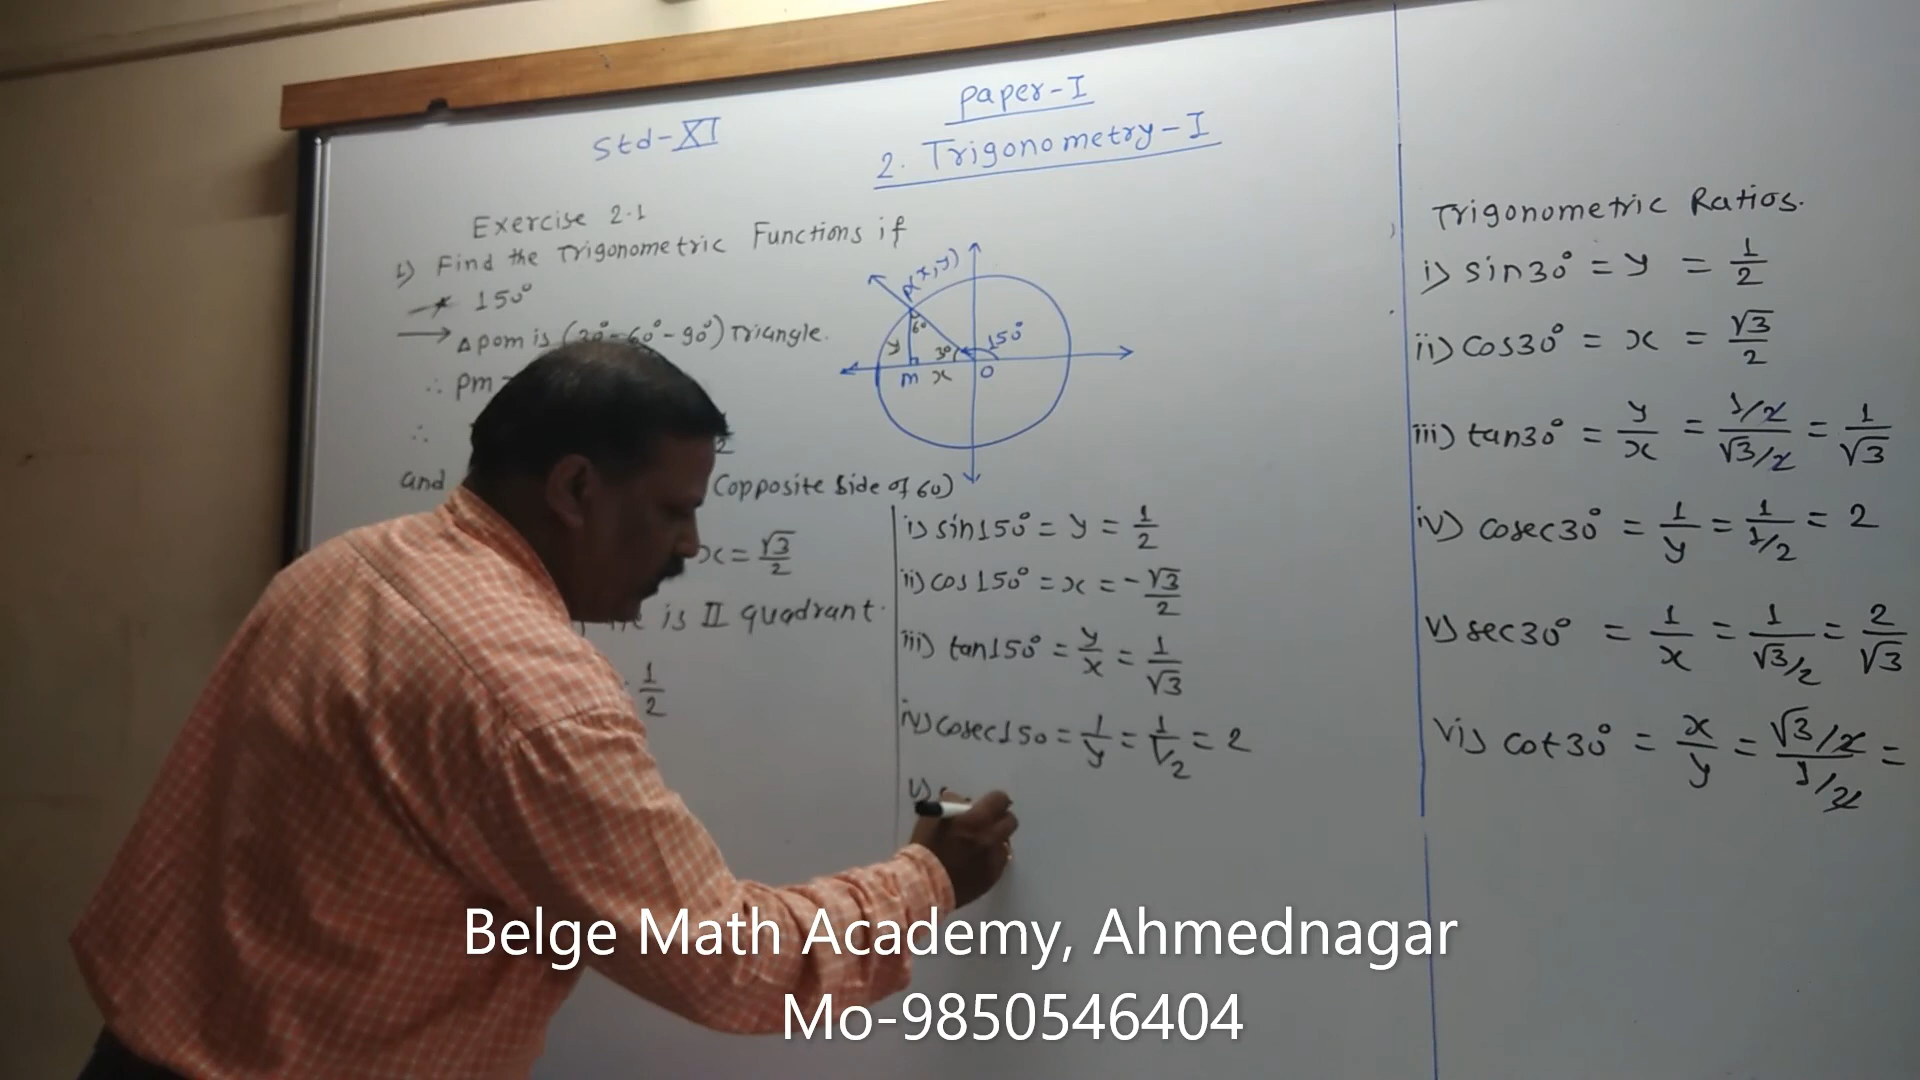 Paper-I
Std-XI
2. Trigonometry-I
Exercise 2.1
1) Find the Trigonometric Functions if
150°
→ △pom is (30°-60°-90°) Triangle.
∴ pm
∴ 2
and (opposite side of 60)
x = √3/2
is II quadrant.
1/2
P(x,y)
60
y
30
150°
m
x
O
i) sin150° = y = 1/2
ii) cos150° = x = -√3/2
iii) tan150° = y/x = 1/√3
iv) cosec150 = 1/y = 1/1/2 = 2
v)
Trigonometric Ratios.
i) sin30° = y = 1/2
ii) cos30° = x = √3/2
iii) tan30° = y/x = 1/2/√3/2 = 1/√3
iv) cosec30° = 1/y = 1/1/2 = 2
v) sec30° = 1/x = 1/√3/2 = 2/√3
vi) cot30° = x/y = √3/2/1/2 =
Belge Math Academy, Ahmednagar
Mo-9850546404